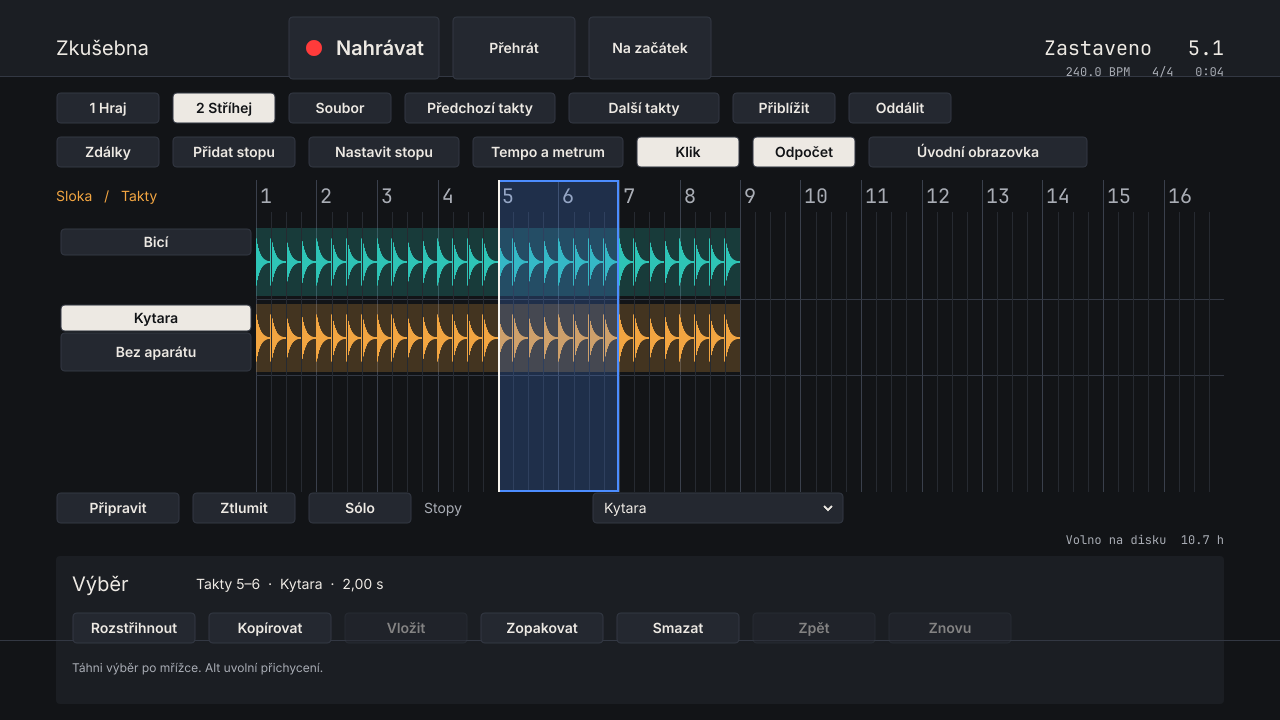 Zkušebna
Nahrávat
Přehrát
Na začátek
Zastaveno 5.1
240.0 BPM 4/4 0:04
1 Hraj
2 Stříhej
Soubor
Předchozí takty
Další takty
Přiblížit
Oddálit
Zdálky
Přidat stopu
Nastavit stopu
Tempo a metrum
Klik
Odpočet
Úvodní obrazovka
Sloka / Takty
1 2 3 4 5 6 7 8 9 10 11 12 13 14 15 16
Bicí
Kytara
Bez aparátu
Připravit
Ztlumit
Sólo
Stopy
Kytara
Volno na disku 10.7 h
Výběr
Takty 5–6 · Kytara · 2,00 s
Rozstřihnout
Kopírovat
Vložit
Zopakovat
Smazat
Zpět
Znovu
Táhni výběr po mřížce. Alt uvolní přichycení.